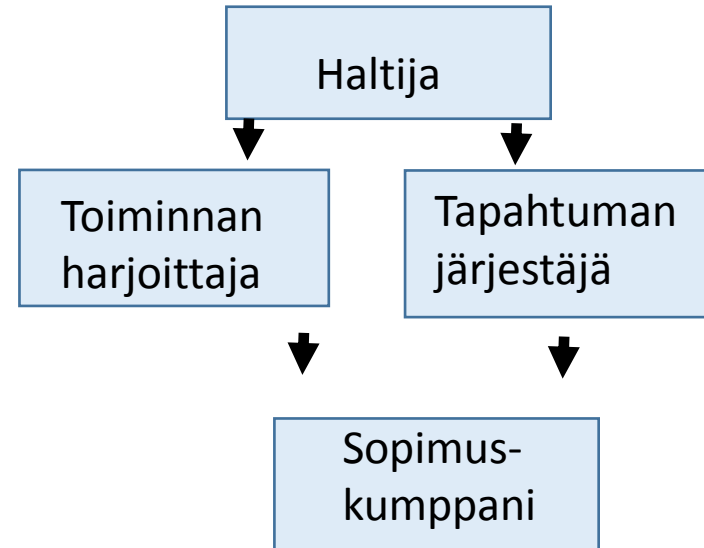 Haltija
Toiminnan
harjoittaja
Tapahtuman
järjestäjä
Sopimus-
kumppani